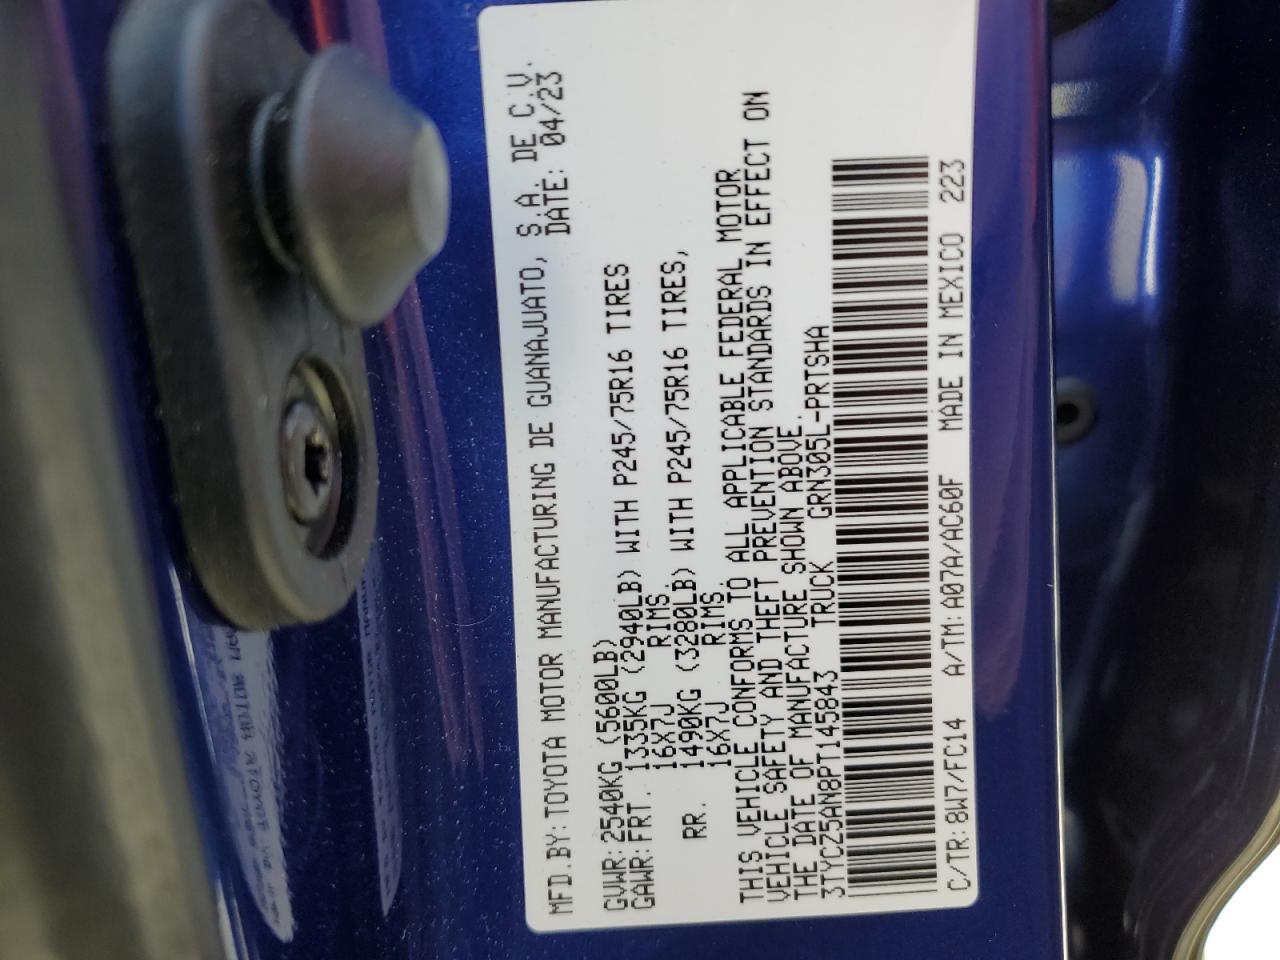 MFD.BY: TOYOTA MOTOR MANUFACTURING DE GUANAJUATO, S.A. DE C.V.
DATE: 04/23
GVWR: 2540KG (5600LB)
GAWR: FRT. 1335KG (2940LB) WITH P245/75R16 TIRES
16X7J RIMS.
RR. 1490KG (3280LB) WITH P245/75R16 TIRES,
16X7J RIMS.
THIS VEHICLE CONFORMS TO ALL APPLICABLE FEDERAL MOTOR
VEHICLE SAFETY AND THEFT PREVENTION STANDARDS IN EFFECT ON
THE DATE OF MANUFACTURE SHOWN ABOVE.
3TYCZ5AN8PT145843 TRUCK GRN305L-PRTSHA
C/TR: 8W7/FC14 A/TM: A07A/AC60F MADE IN MEXICO 223